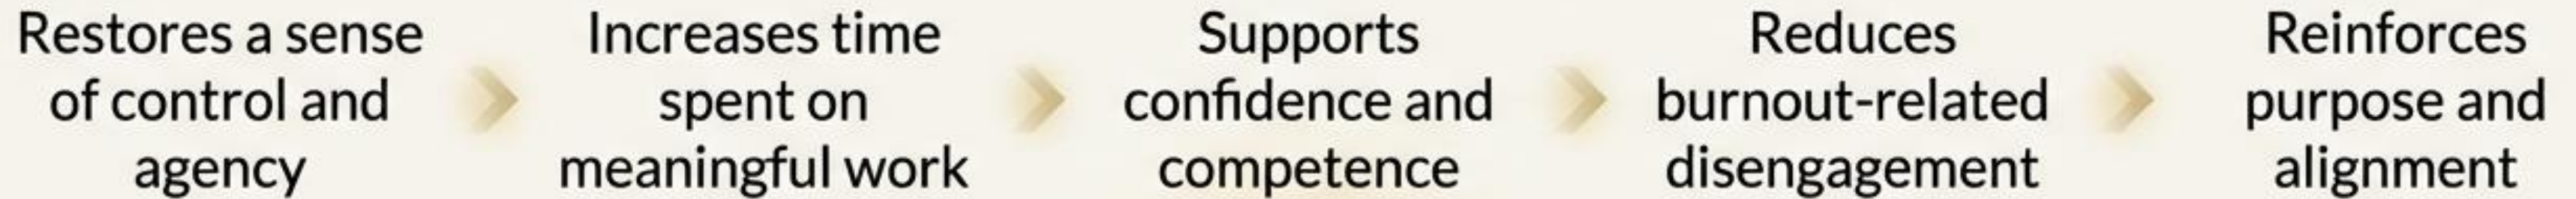 Restores a sense
of control and
agency
Increases time
spent on
meaningful work
Supports
confidence and
competence
Reduces
burnout-related
disengagement
Reinforces
purpose and
alignment